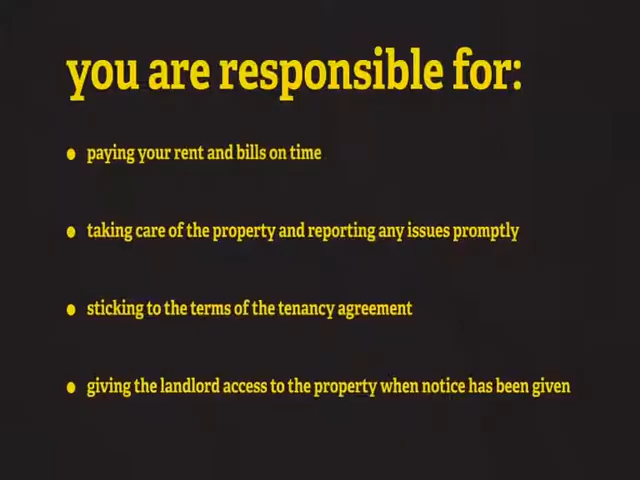 you are responsible for:
• paying your rent and bills on time
• taking care of the property and reporting any issues promptly
• sticking to the terms of the tenancy agreement
• giving the landlord access to the property when notice has been given